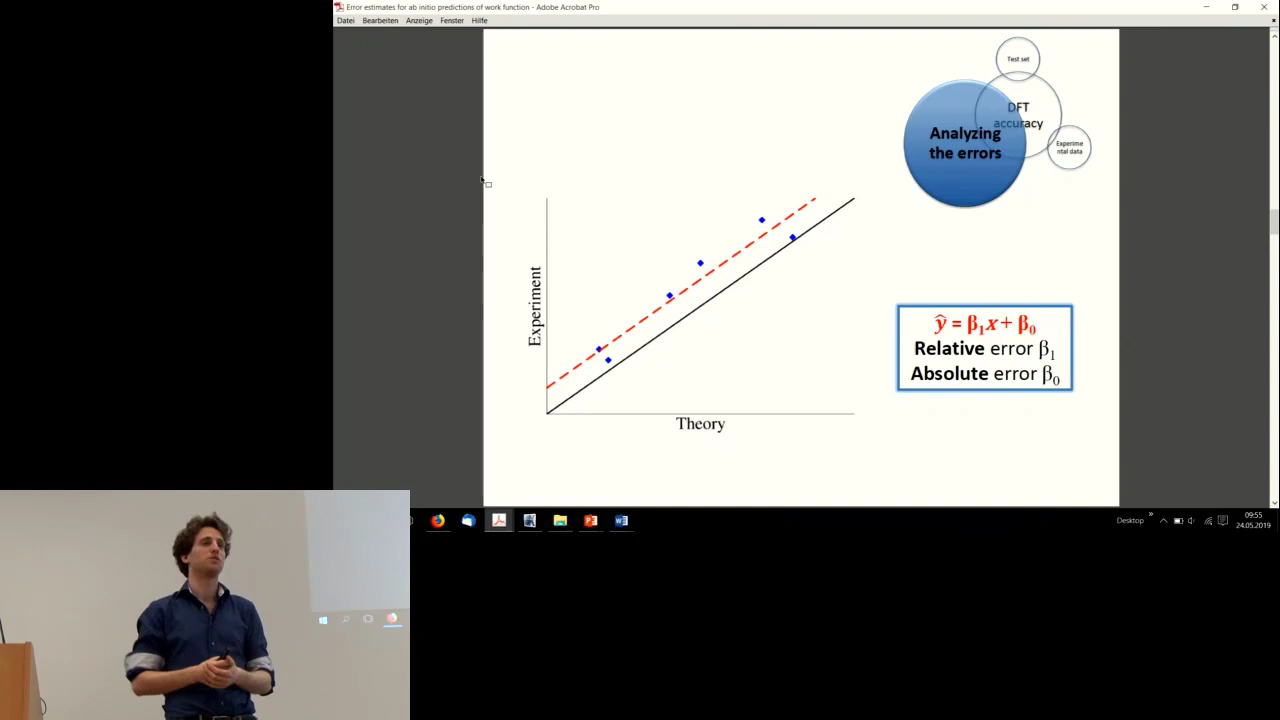 Error estimates for ab initio predictions of work function - Adobe Acrobat Pro
Datei Bearbeiten Anzeige Fenster Hilfe
Test set
DFT
accuracy
Analyzing
the errors
Experime
ntal data
Experiment
Theory
ŷ = β₁x + β₀
Relative error β₁
Absolute error β₀
Desktop
09:55
24.05.2019